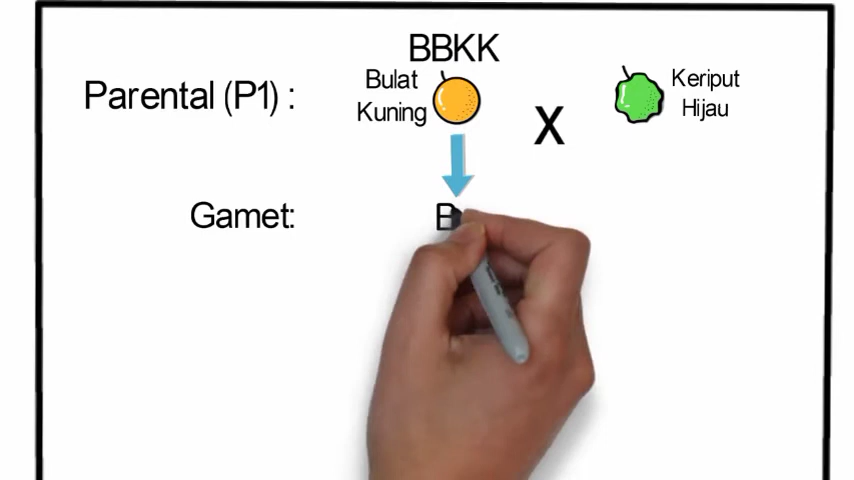 BBKK
Parental (P1) :
Bulat
Kuning
X
Keriput
Hijau
Gamet:
B